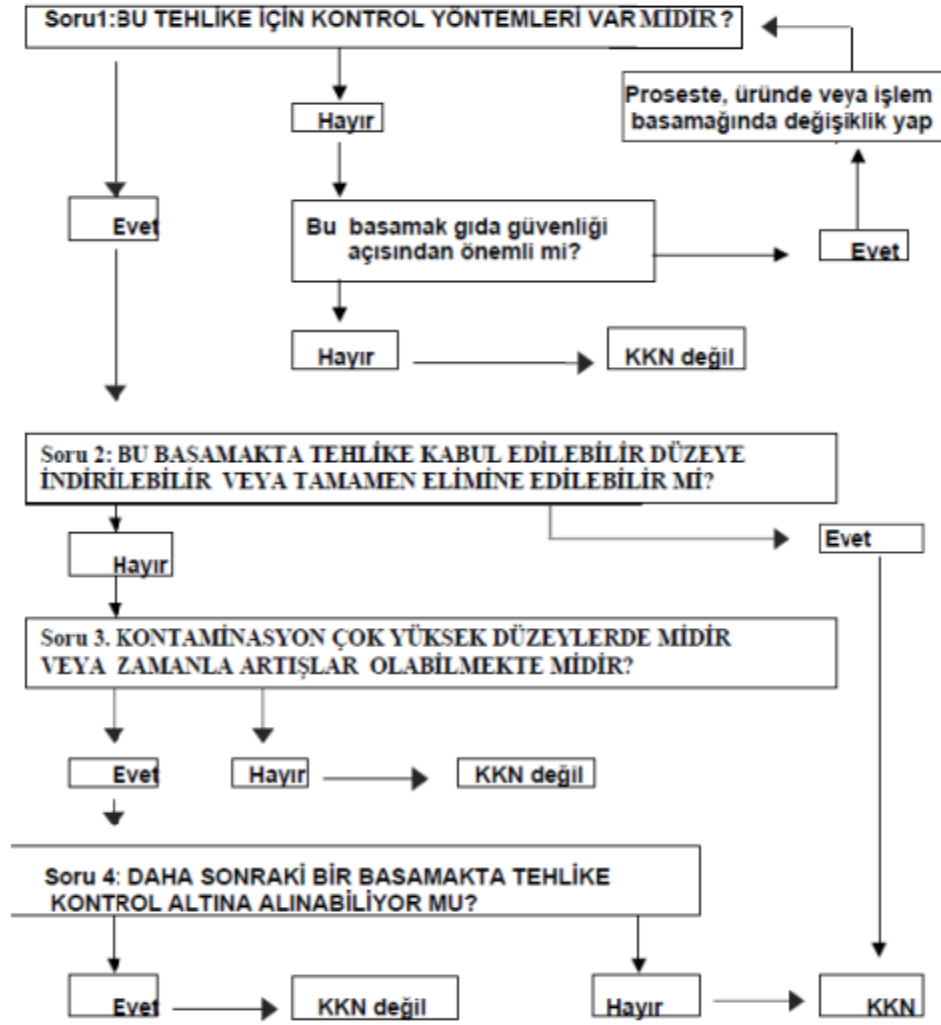 Soru1:BU TEHLİKE İÇİN KONTROL YÖNTEMLERİ VAR MİDİR ?
Proseste, üründe veya işlem
basamağında değişiklik yap
Hayır
Evet
Bu basamak gıda güvenliği
açısından önemli mi?
Evet
Hayır
KKN değil
Soru 2: BU BASAMAKTA TEHLİKE KABUL EDİLEBİLİR DÜZEYE
İNDİRİLEBİLİR VEYA TAMAMEN ELİMİNE EDİLEBİLİR Mİ?
Evet
Hayır
Soru 3. KONTAMİNASYON ÇOK YÜKSEK DÜZEYLERDE MİDİR
VEYA ZAMANLA ARTIŞLAR OLABİLMEKTE MİDİR?
Evet
Hayır
KKN değil
Soru 4: DAHA SONRAKİ BİR BASAMAKTA TEHLİKE
KONTROL ALTINA ALINABİLİYOR MU?
Evet
KKN değil
Hayır
KKN